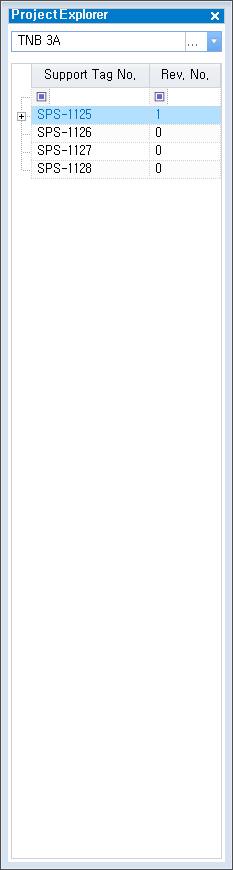 Project Explorer
TNB 3A ...
Support Tag No. Rev. No.
SPS-1125 1
SPS-1126 0
SPS-1127 0
SPS-1128 0